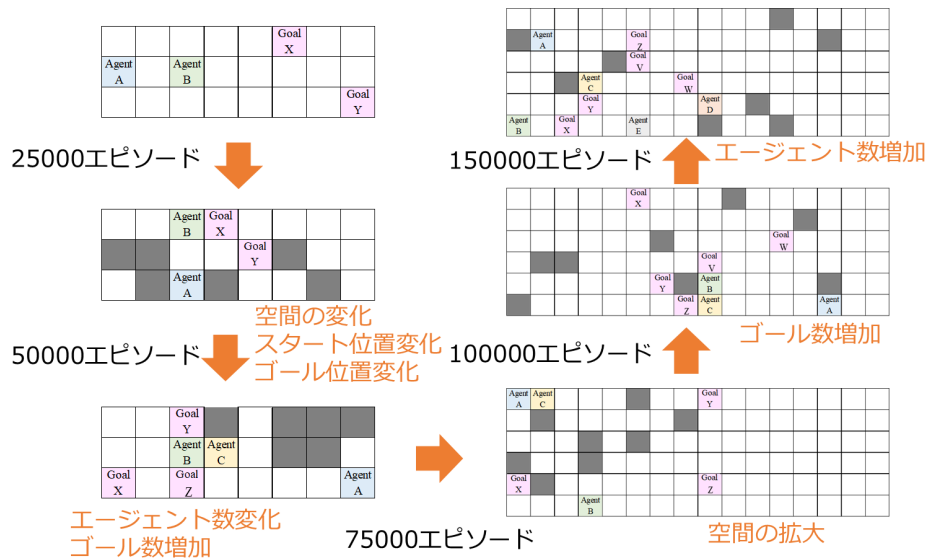 Goal
X
Agent
A
Agent
B
Goal
Y
25000エピソード
Agent
B
Goal
X
Goal
Y
Agent
A
空間の変化
スタート位置変化
ゴール位置変化
50000エピソード
Goal
Y
Agent
B
Agent
C
Goal
X
Goal
Z
Agent
A
エージェント数変化
ゴール数増加
75000エピソード
Agent
A
Agent
C
Goal
Y
Goal
X
Goal
Z
Agent
B
空間の拡大
100000エピソード
ゴール数増加
Goal
X
Goal
W
Goal
V
Goal
Y
Agent
B
Goal
Z
Agent
C
Agent
A
150000エピソード
エージェント数増加
Agent
A
Goal
Z
Goal
V
Agent
C
Goal
W
Goal
Y
Agent
D
Agent
B
Goal
X
Agent
E